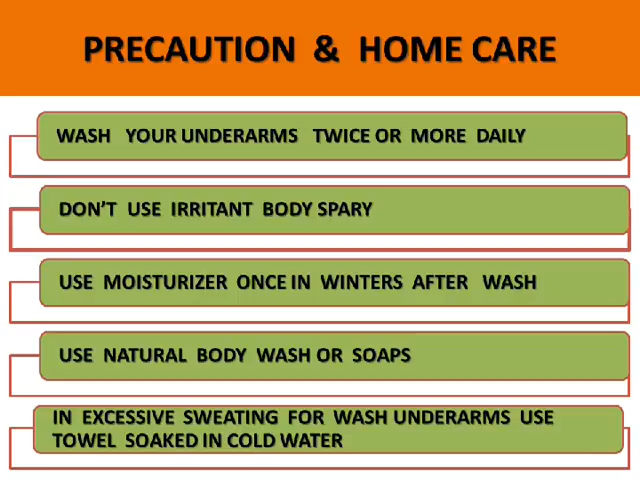 PRECAUTION & HOME CARE
WASH YOUR UNDERARMS TWICE OR MORE DAILY
DON'T USE IRRITANT BODY SPARY
USE MOISTURIZER ONCE IN WINTERS AFTER WASH
USE NATURAL BODY WASH OR SOAPS
IN EXCESSIVE SWEATING FOR WASH UNDERARMS USE
TOWEL SOAKED IN COLD WATER